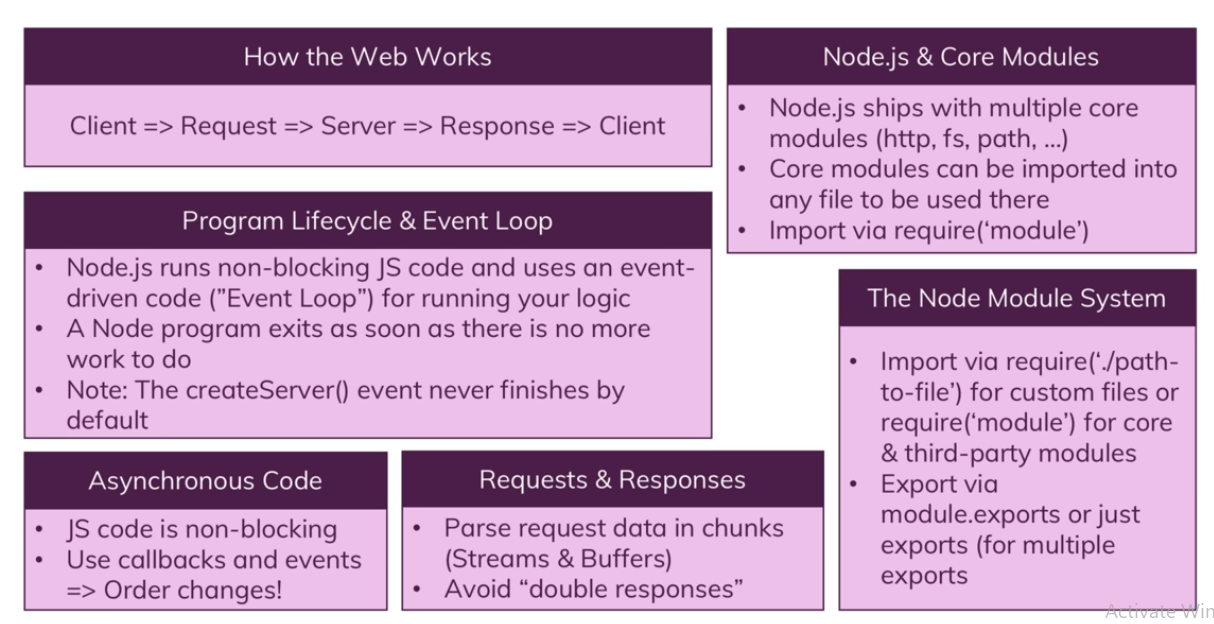 How the Web Works
Client => Request => Server => Response => Client
Node.js & Core Modules
• Node.js ships with multiple core
modules (http, fs, path, …)
• Core modules can be imported into
any file to be used there
• Import via require(‘module’)
Program Lifecycle & Event Loop
• Node.js runs non-blocking JS code and uses an event-
driven code (”Event Loop”) for running your logic
• A Node program exits as soon as there is no more
work to do
• Note: The createServer() event never finishes by
default
The Node Module System
• Import via require(‘./path-
to-file’) for custom files or
require(‘module’) for core
& third-party modules
• Export via
module.exports or just
exports (for multiple
exports
Asynchronous Code
• JS code is non-blocking
• Use callbacks and events
=> Order changes!
Requests & Responses
• Parse request data in chunks
(Streams & Buffers)
• Avoid “double responses”
Activate Win